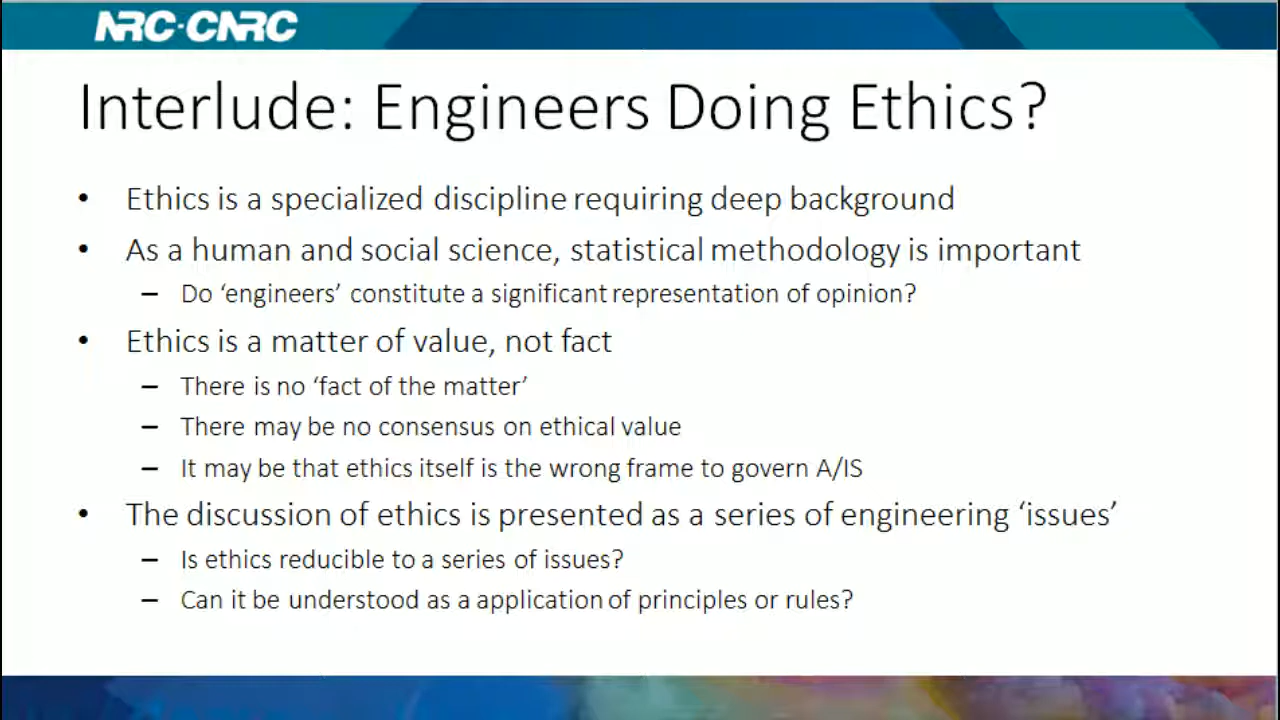 NRC·CNRC
Interlude: Engineers Doing Ethics?
• Ethics is a specialized discipline requiring deep background
• As a human and social science, statistical methodology is important
– Do ‘engineers’ constitute a significant representation of opinion?
• Ethics is a matter of value, not fact
– There is no ‘fact of the matter’
– There may be no consensus on ethical value
– It may be that ethics itself is the wrong frame to govern A/IS
• The discussion of ethics is presented as a series of engineering ‘issues’
– Is ethics reducible to a series of issues?
– Can it be understood as a application of principles or rules?